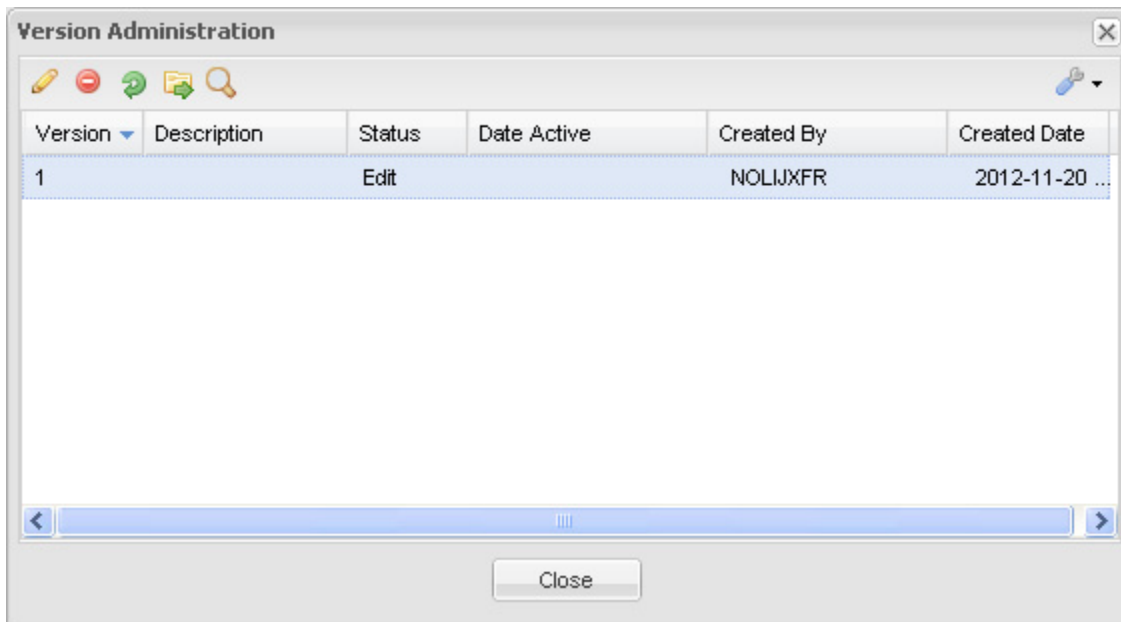 Version Administration
Version Description Status Date Active Created By Created Date
1 Edit NOLIJXFR 2012-11-20 ...
Close